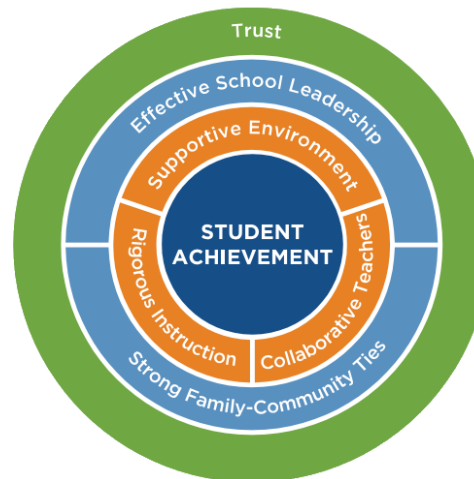 Trust
Effective School Leadership
Supportive Environment
STUDENT
ACHIEVEMENT
Rigorous Instruction
Collaborative Teachers
Strong Family-Community Ties